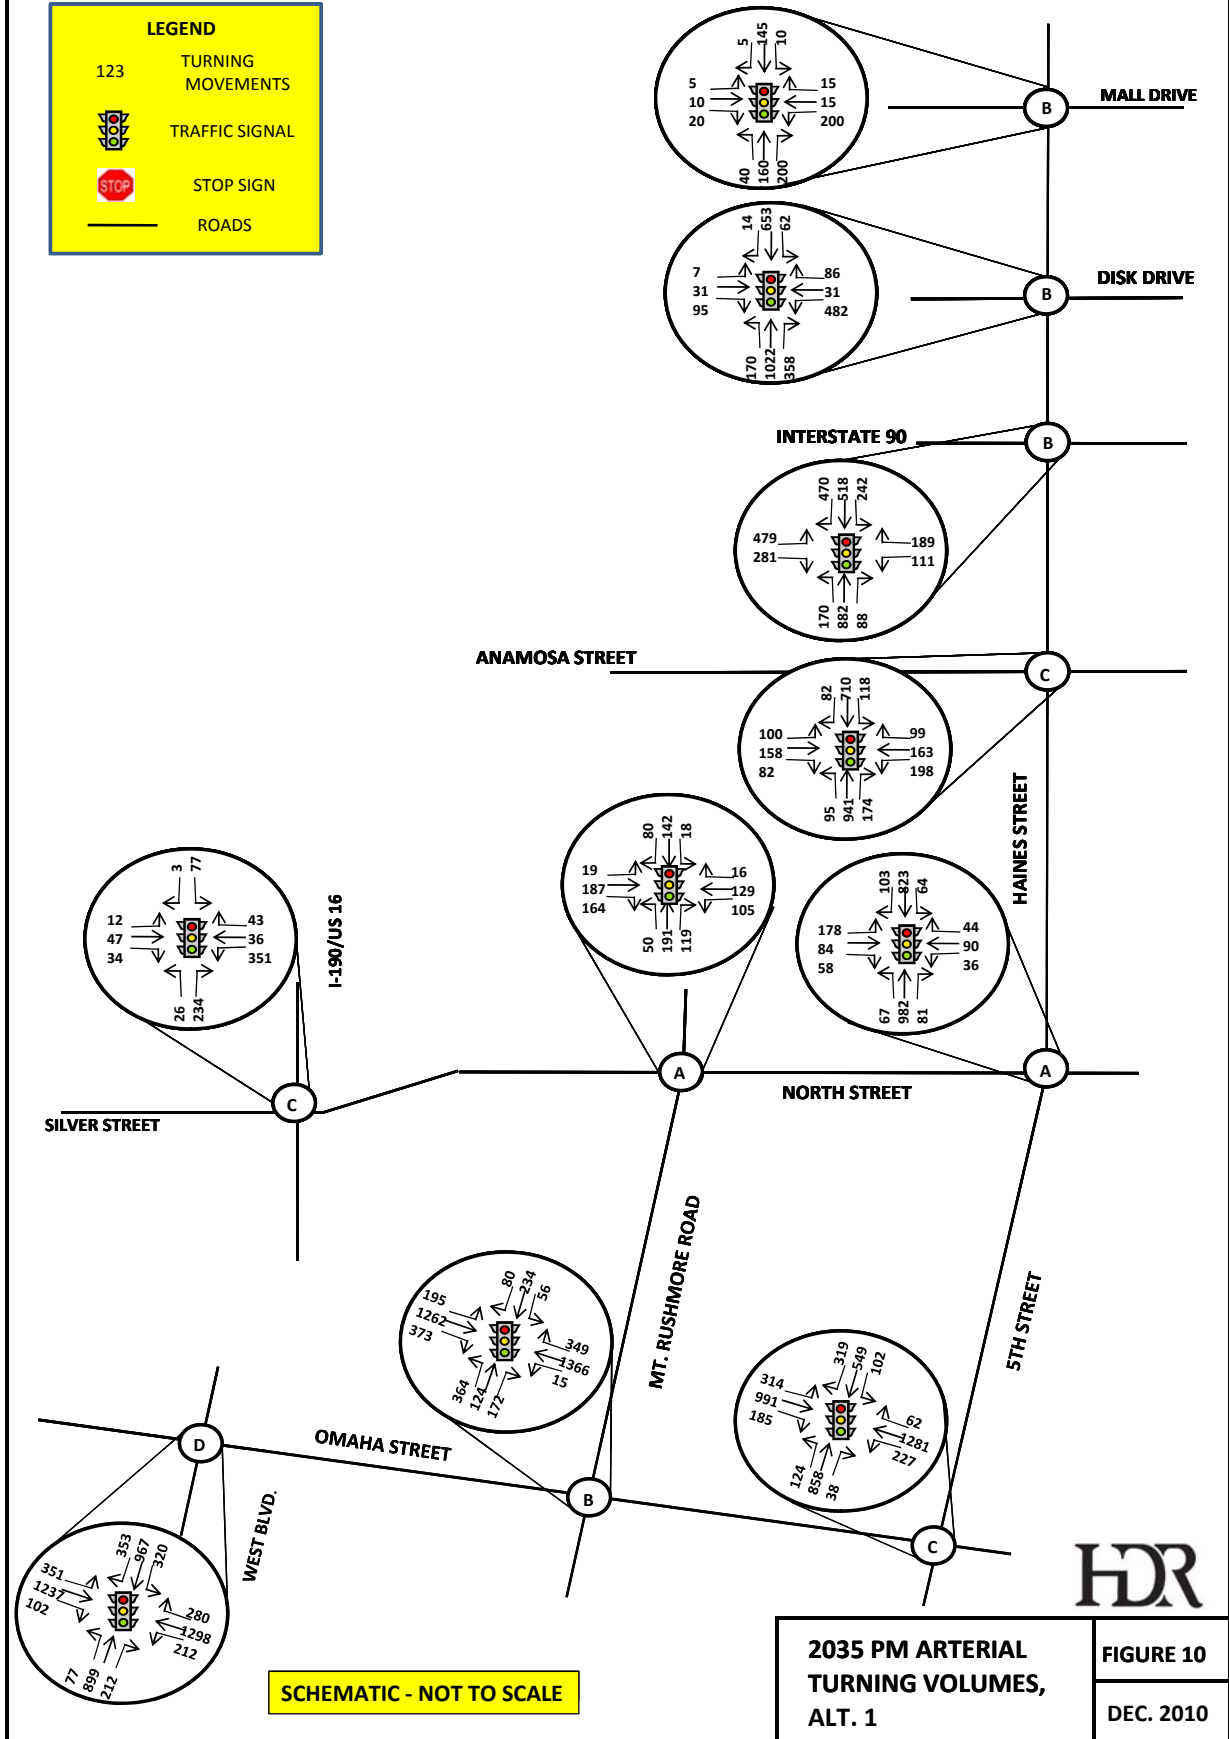 LEGEND
123
TURNING
MOVEMENTS
TRAFFIC SIGNAL
STOP
STOP SIGN
ROADS
5 145 10
5
10
20
15
15
200
40 160 200
B
MALL DRIVE
14 653 62
7
31
95
86
31
482
170 1022 358
B
DISK DRIVE
INTERSTATE 90
B
470 518 242
479
281
189
111
170 882 88
ANAMOSA STREET
C
82 710 118
100
158
82
99
163
198
95 941 174
HAINES STREET
80 142 18
19
187
164
16
129
105
50 191 119
103 823 64
178
84
58
44
90
36
67 982 81
3 77
12
47
34
43
36
351
26 234
I-190/US 16
C
SILVER STREET
A
NORTH STREET
A
MT. RUSHMORE ROAD
5TH STREET
80 234 56
195
1262
373
349
1366
15
364 124 172
319 549 102
314
991
185
62
1281
227
124 858 38
D
OMAHA STREET
B
C
WEST BLVD.
353 967 320
351
1237
102
280
1298
212
77 899 212
SCHEMATIC - NOT TO SCALE
HDR
2035 PM ARTERIAL
TURNING VOLUMES,
ALT. 1
FIGURE 10
DEC. 2010